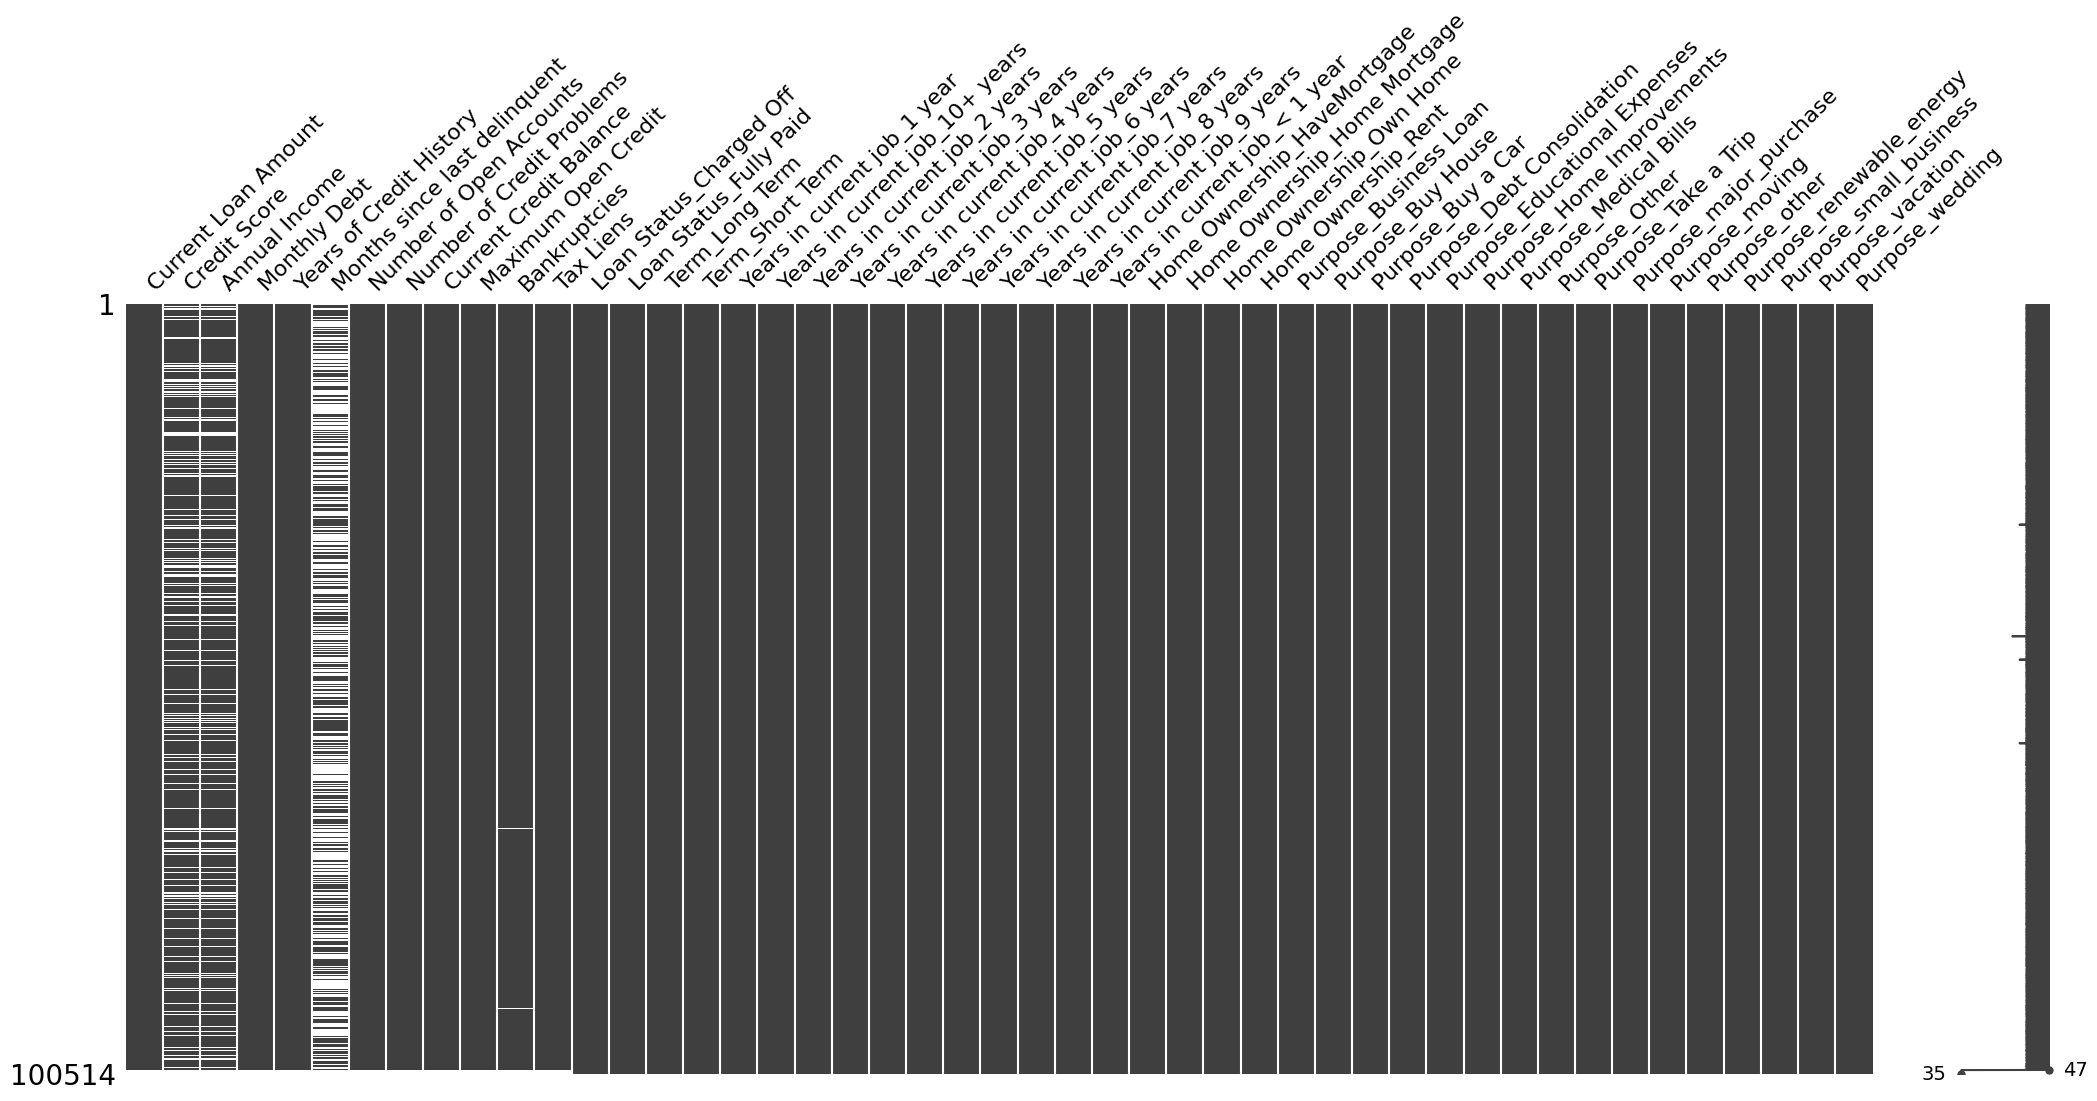 Current Loan Amount
Credit Score
Annual Income
Monthly Debt
Years of Credit History
Months since last delinquent
Number of Open Accounts
Number of Credit Problems
Current Credit Balance
Maximum Open Credit
Bankruptcies
Tax Liens
Loan Status_Charged Off
Loan Status_Fully Paid
Term_Long Term
Term_Short Term
Years in current job_1 year
Years in current job_10+ years
Years in current job_2 years
Years in current job_3 years
Years in current job_4 years
Years in current job_5 years
Years in current job_6 years
Years in current job_7 years
Years in current job_8 years
Years in current job_9 years
Years in current job_< 1 year
Home Ownership_HaveMortgage
Home Ownership_Home Mortgage
Home Ownership_Own Home
Home Ownership_Rent
Purpose_Business Loan
Purpose_Buy House
Purpose_Buy a Car
Purpose_Debt Consolidation
Purpose_Educational Expenses
Purpose_Home Improvements
Purpose_Medical Bills
Purpose_Other
Purpose_Take a Trip
Purpose_major_purchase
Purpose_moving
Purpose_other
Purpose_renewable_energy
Purpose_small_business
Purpose_vacation
Purpose_wedding
1
100514
35
47